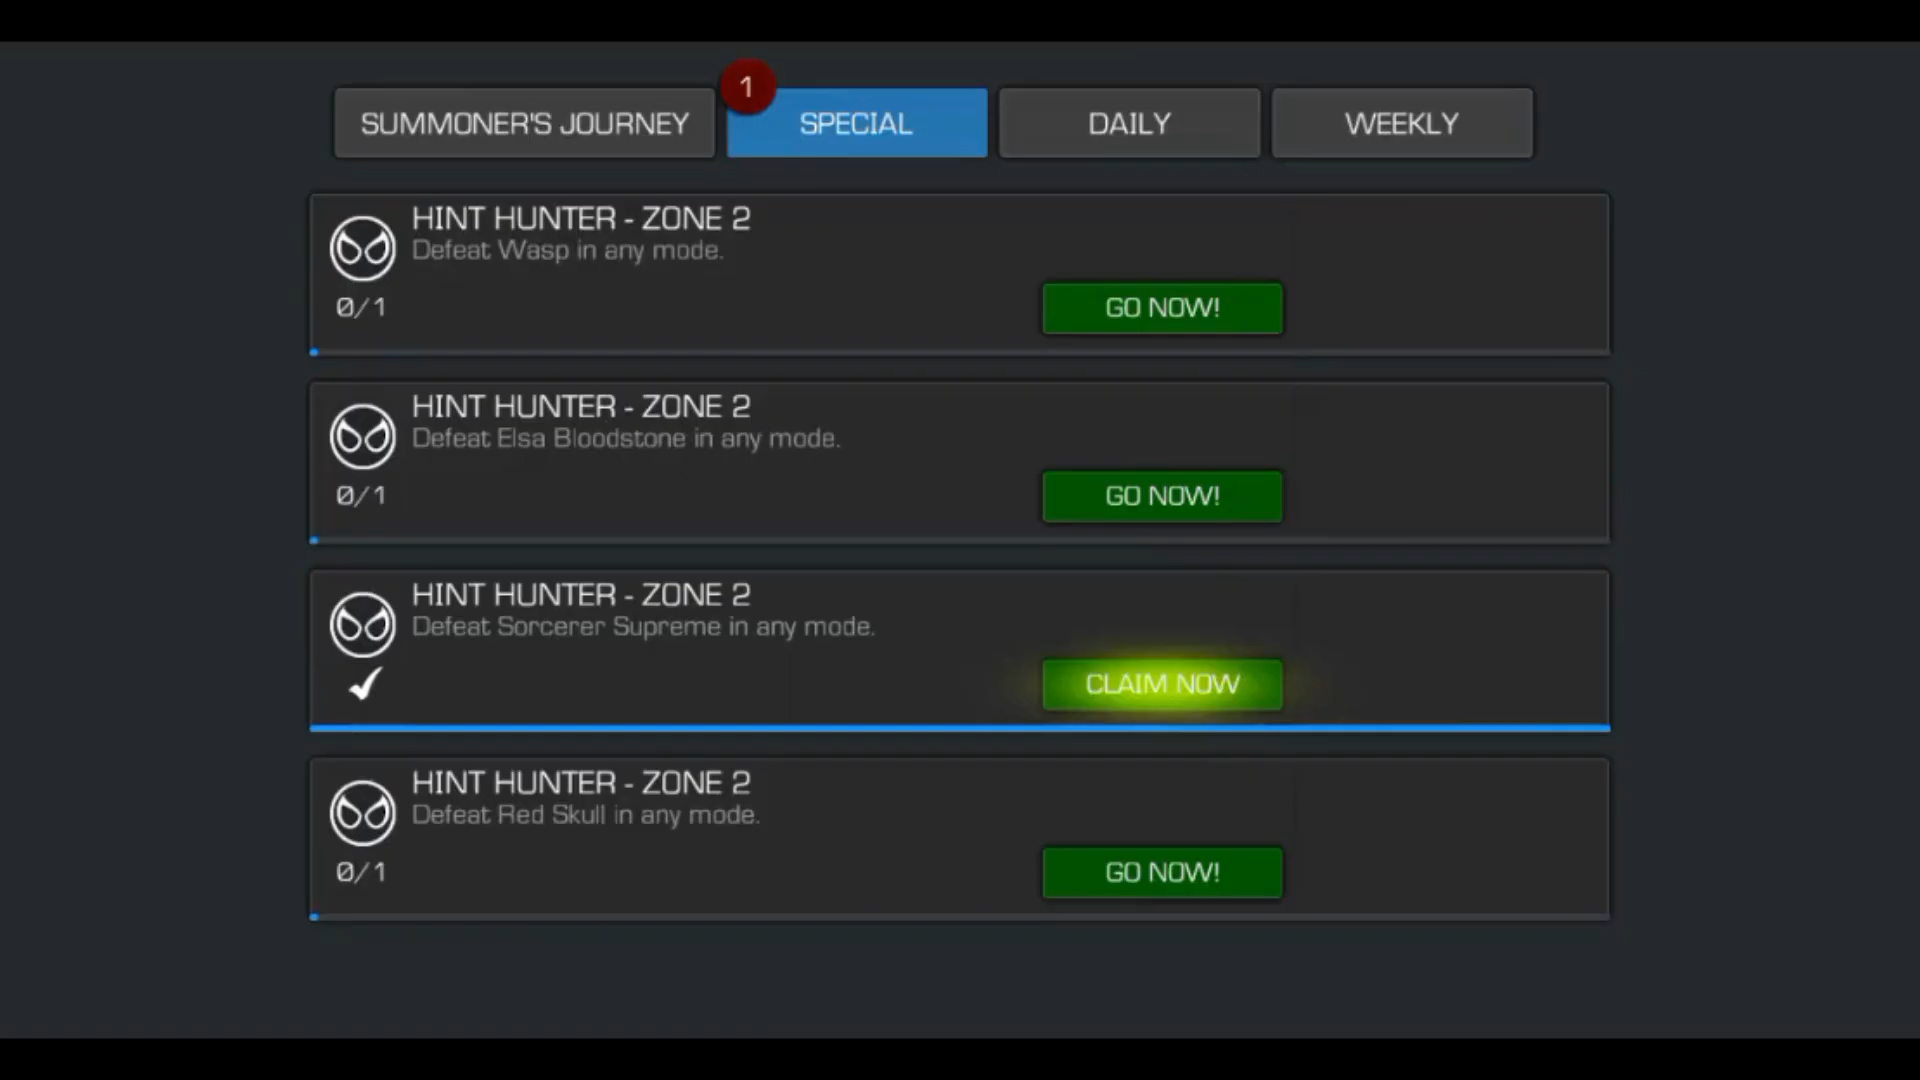 1
SUMMONER'S JOURNEY SPECIAL DAILY WEEKLY
HINT HUNTER - ZONE 2
Defeat Wasp in any mode.
0/1 GO NOW!
HINT HUNTER - ZONE 2
Defeat Elsa Bloodstone in any mode.
0/1 GO NOW!
HINT HUNTER - ZONE 2
Defeat Sorcerer Supreme in any mode.
CLAIM NOW
HINT HUNTER - ZONE 2
Defeat Red Skull in any mode.
0/1 GO NOW!